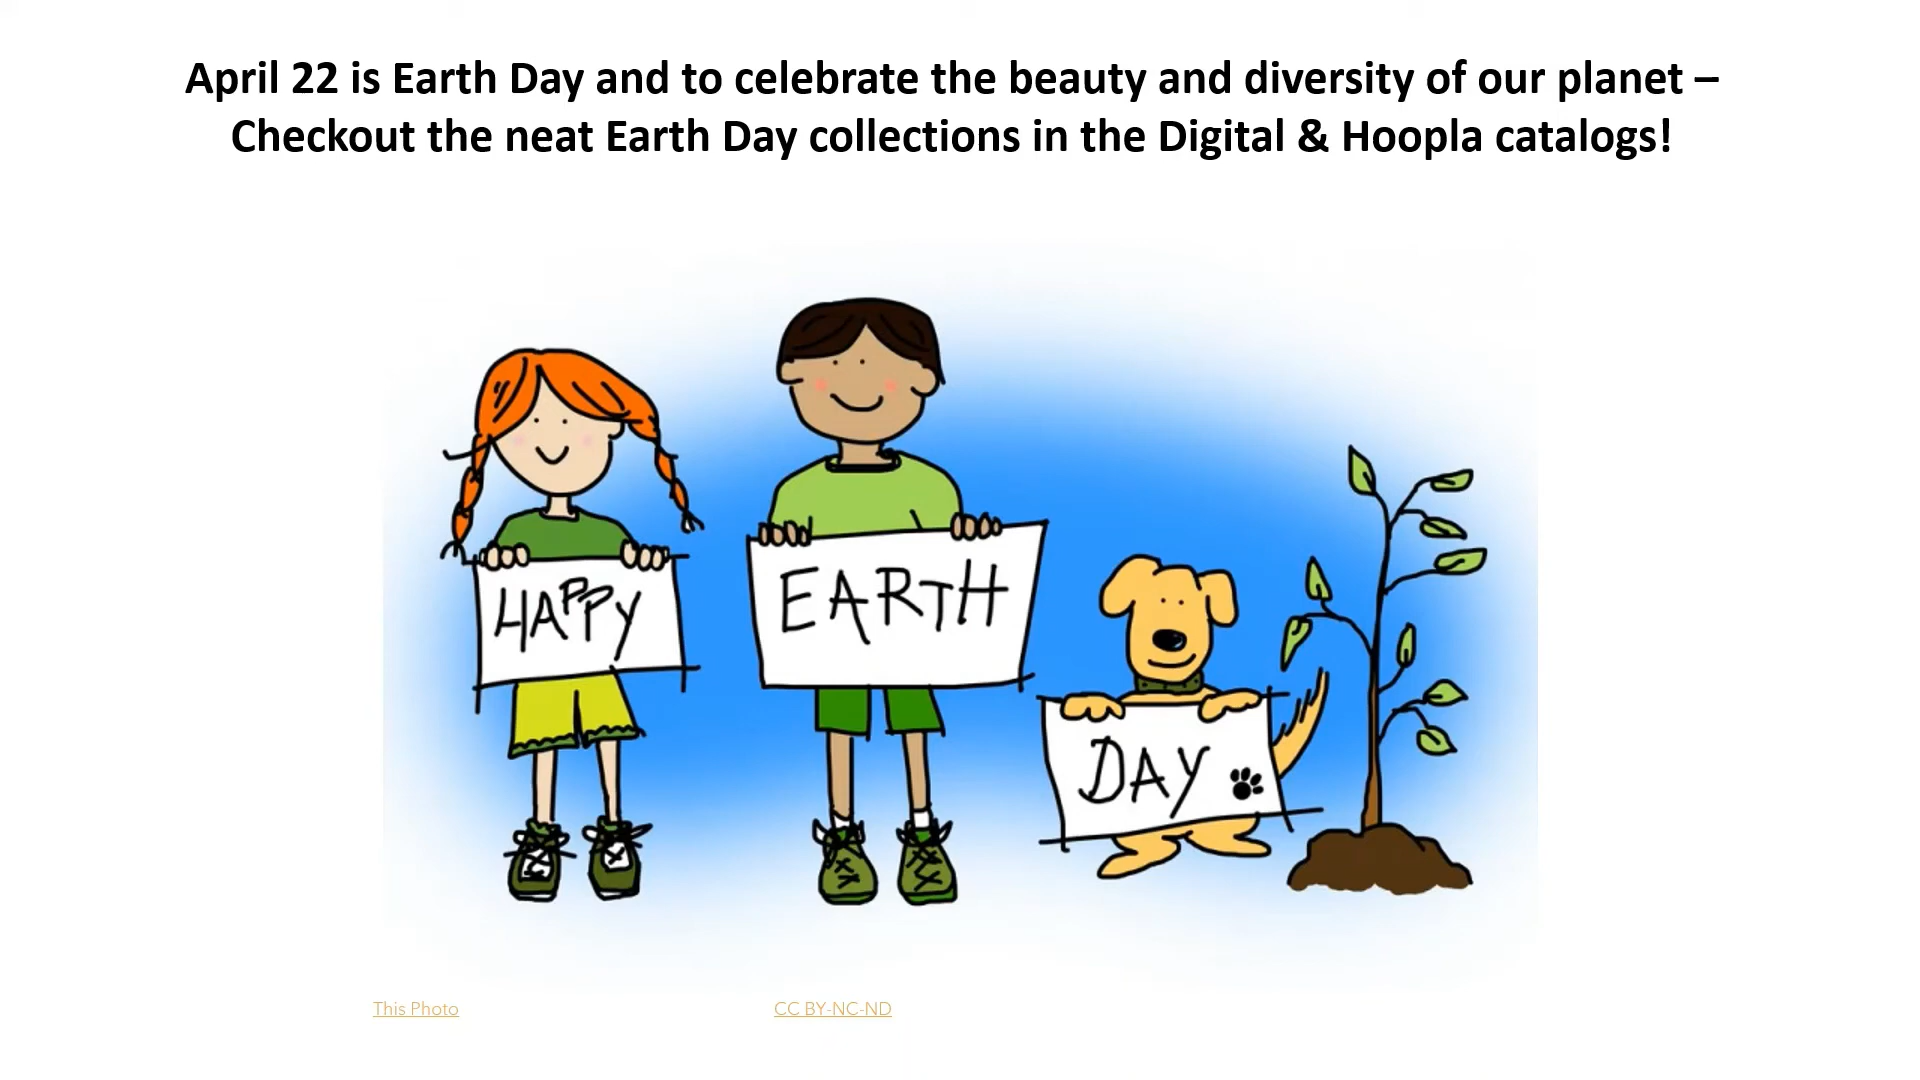 April 22 is Earth Day and to celebrate the beauty and diversity of our planet –
Checkout the neat Earth Day collections in the Digital & Hoopla catalogs!
HAPPY
EARTH
DAY
This Photo
CC BY-NC-ND